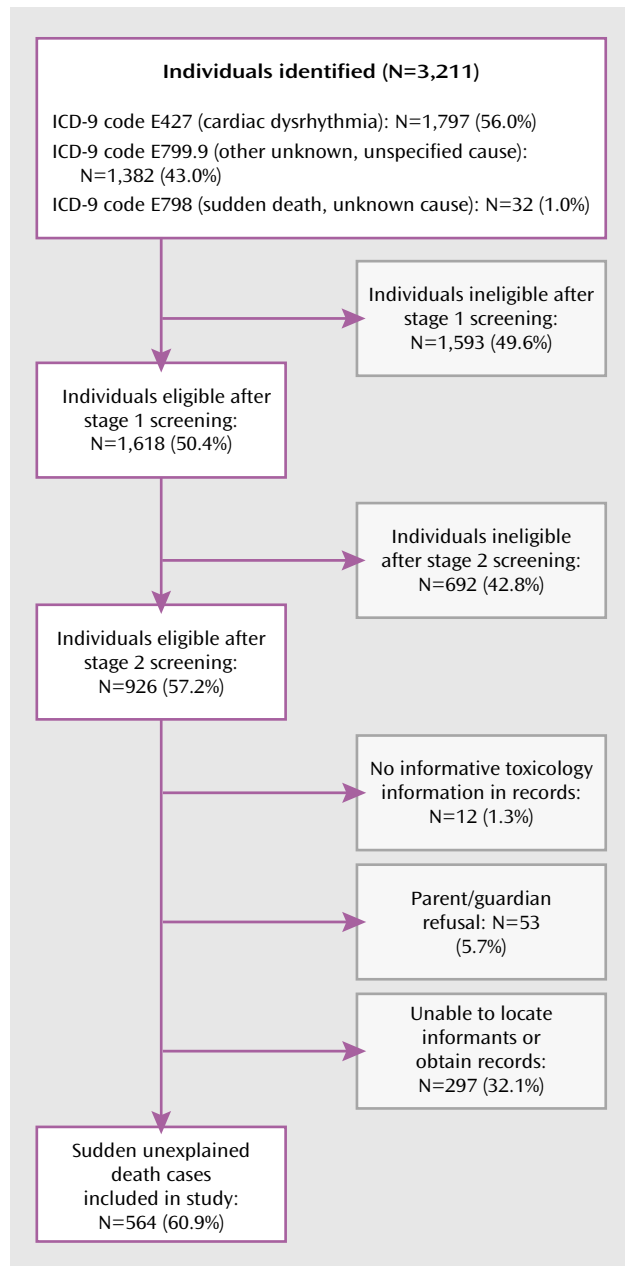 Individuals identified (N=3,211)
ICD-9 code E427 (cardiac dysrhythmia): N=1,797 (56.0%)
ICD-9 code E799.9 (other unknown, unspecified cause):
N=1,382 (43.0%)
ICD-9 code E798 (sudden death, unknown cause): N=32 (1.0%)
Individuals ineligible after
stage 1 screening:
N=1,593 (49.6%)
Individuals eligible after
stage 1 screening:
N=1,618 (50.4%)
Individuals ineligible
after stage 2 screening:
N=692 (42.8%)
Individuals eligible after
stage 2 screening:
N=926 (57.2%)
No informative toxicology
information in records:
N=12 (1.3%)
Parent/guardian
refusal: N=53
(5.7%)
Unable to locate
informants or
obtain records:
N=297 (32.1%)
Sudden unexplained
death cases
included in study:
N=564 (60.9%)